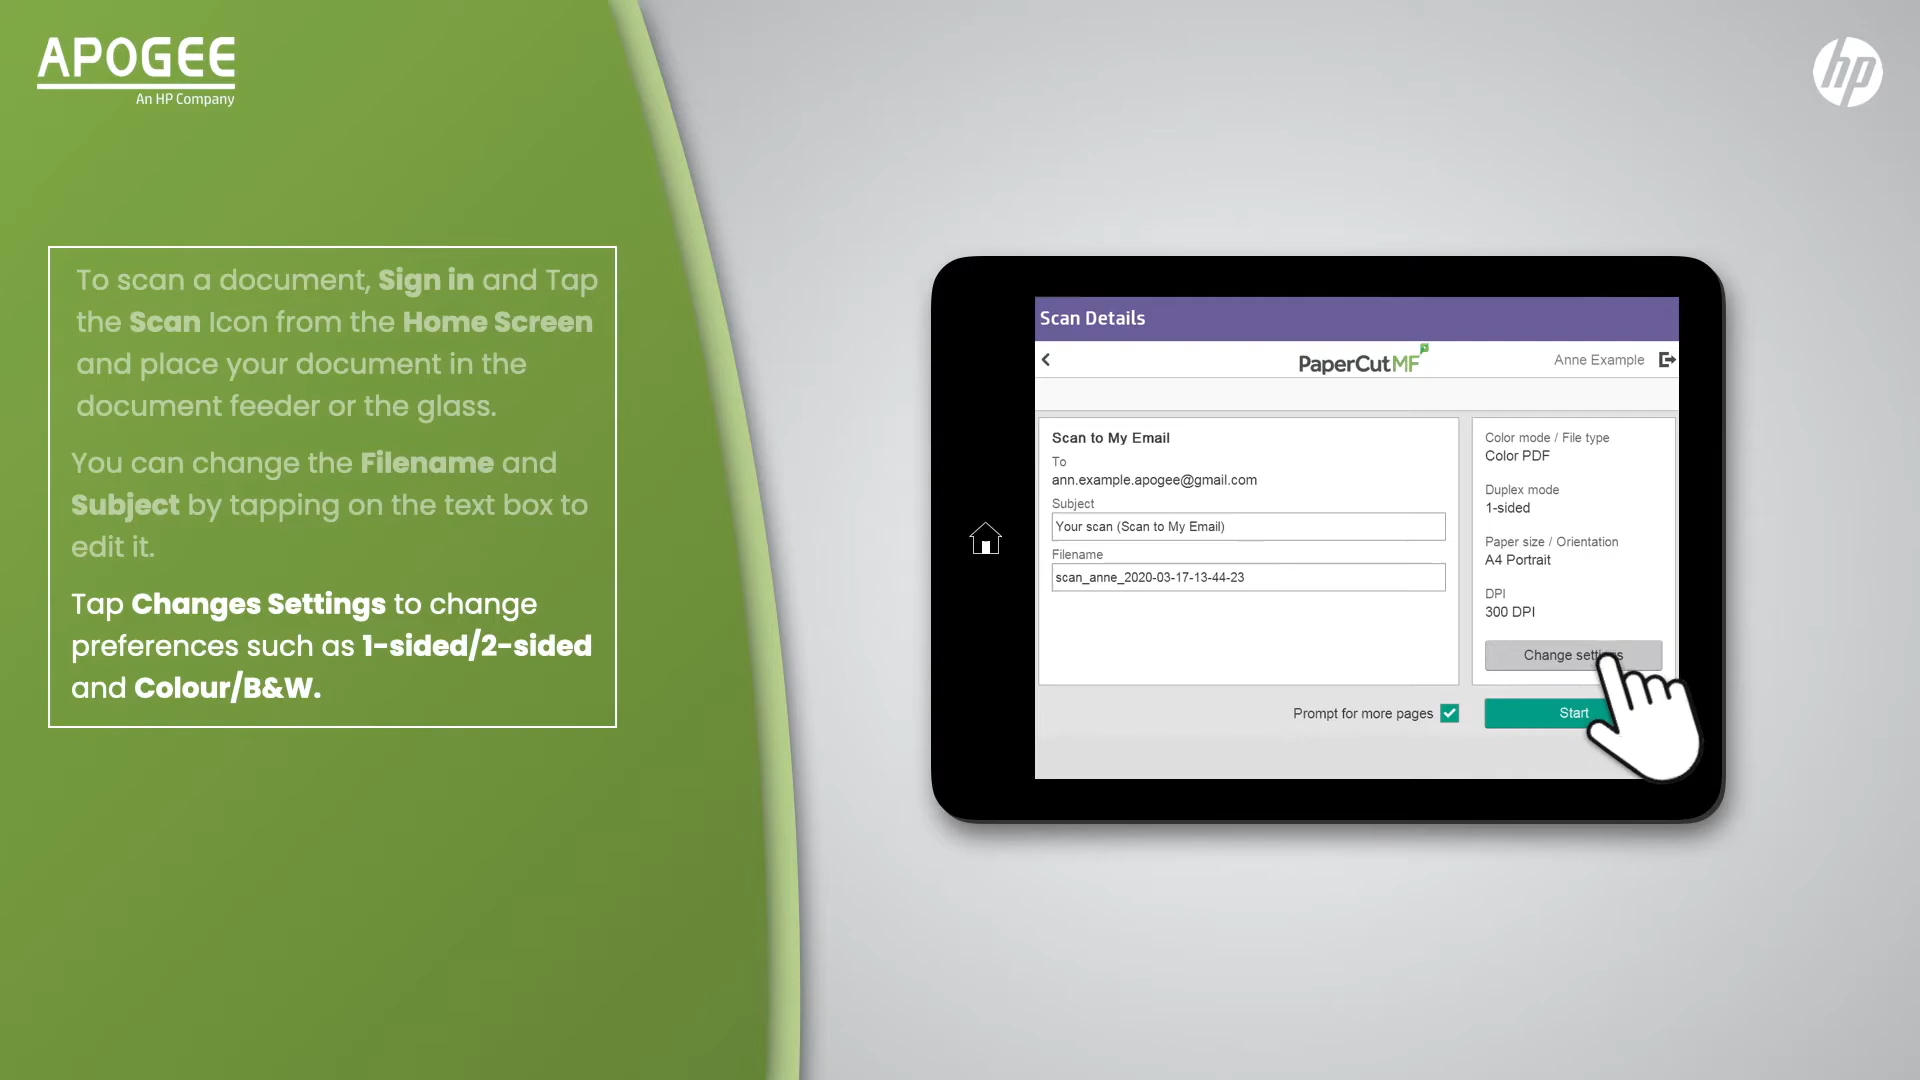 APOGEE
An HP Company
hp
To scan a document, Sign in and Tap
the Scan Icon from the Home Screen
and place your document in the
document feeder or the glass.
You can change the Filename and
Subject by tapping on the text box to
edit it.
Tap Changes Settings to change
preferences such as 1-sided/2-sided
and Colour/B&W.
Scan Details
PaperCutMF
Anne Example
Scan to My Email
To
ann.example.apogee@gmail.com
Subject
Your scan (Scan to My Email)
Filename
scan_anne_2020-03-17-13-44-23
Color mode / File type
Color PDF
Duplex mode
1-sided
Paper size / Orientation
A4 Portrait
DPI
300 DPI
Change settings
Prompt for more pages
Start